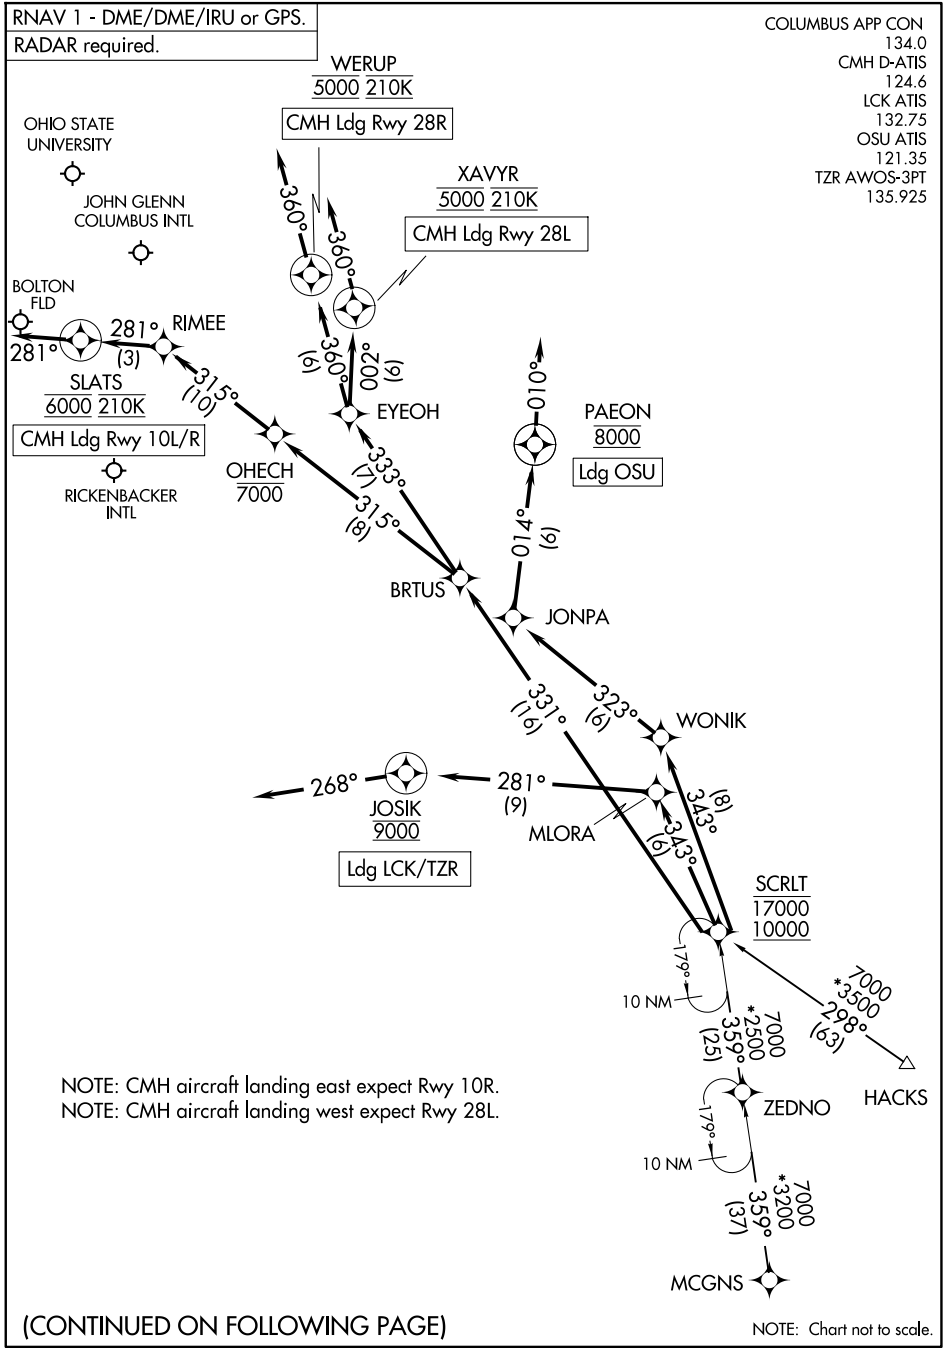 RNAV 1 - DME/DME/IRU or GPS.
RADAR required.
COLUMBUS APP CON
134.0
CMH D-ATIS
124.6
LCK ATIS
132.75
OSU ATIS
121.35
TZR AWOS-3PT
135.925
WERUP
5000 210K
CMH Ldg Rwy 28R
XAVYR
5000 210K
CMH Ldg Rwy 28L
OHIO STATE
UNIVERSITY
JOHN GLENN
COLUMBUS INTL
BOLTON
FLD
360°
360°
281°
281°
(3)
RIMEE
SLATS
6000 210K
CMH Ldg Rwy 10L/R
RICKENBACKER
INTL
315°
(10)
OHECH
7000
360°
(6)
002°
(6)
EYEOH
333°
(7)
315°
(8)
BRTUS
010°
PAEON
8000
Ldg OSU
014°
(6)
JONPA
323°
(6)
WONIK
331°
(16)
268°
JOSIK
9000
Ldg LCK/TZR
281°
(9)
MLORA
343°
(6)
343°
(8)
SCRLT
17000
10000
179°
10 NM
7000
*3500
298°
(63)
HACKS
7000
*2500
359°
(25)
ZEDNO
179°
10 NM
7000
*3200
359°
(37)
MCGNS
NOTE: CMH aircraft landing east expect Rwy 10R.
NOTE: CMH aircraft landing west expect Rwy 28L.
(CONTINUED ON FOLLOWING PAGE)
NOTE: Chart not to scale.